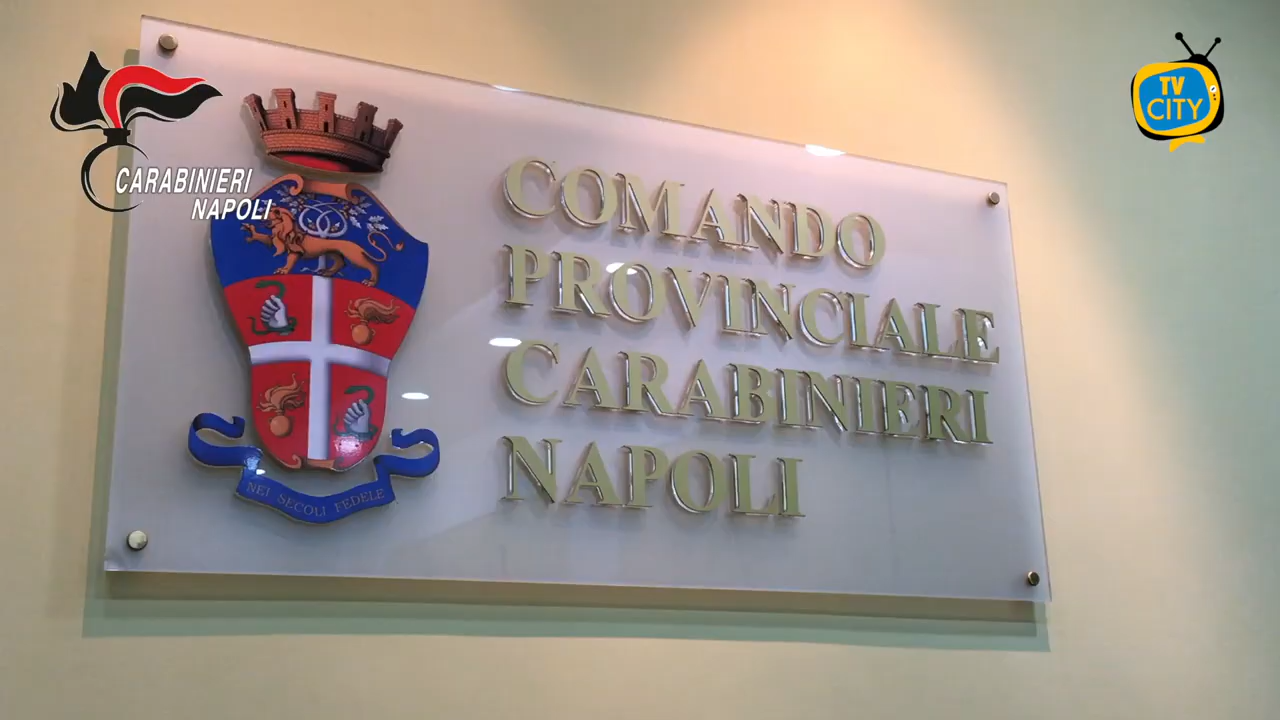 CARABINIERI
NAPOLI
TV
CITY
COMANDO
PROVINCIALE
CARABINIERI
NAPOLI
NEI SECOLI FEDELE